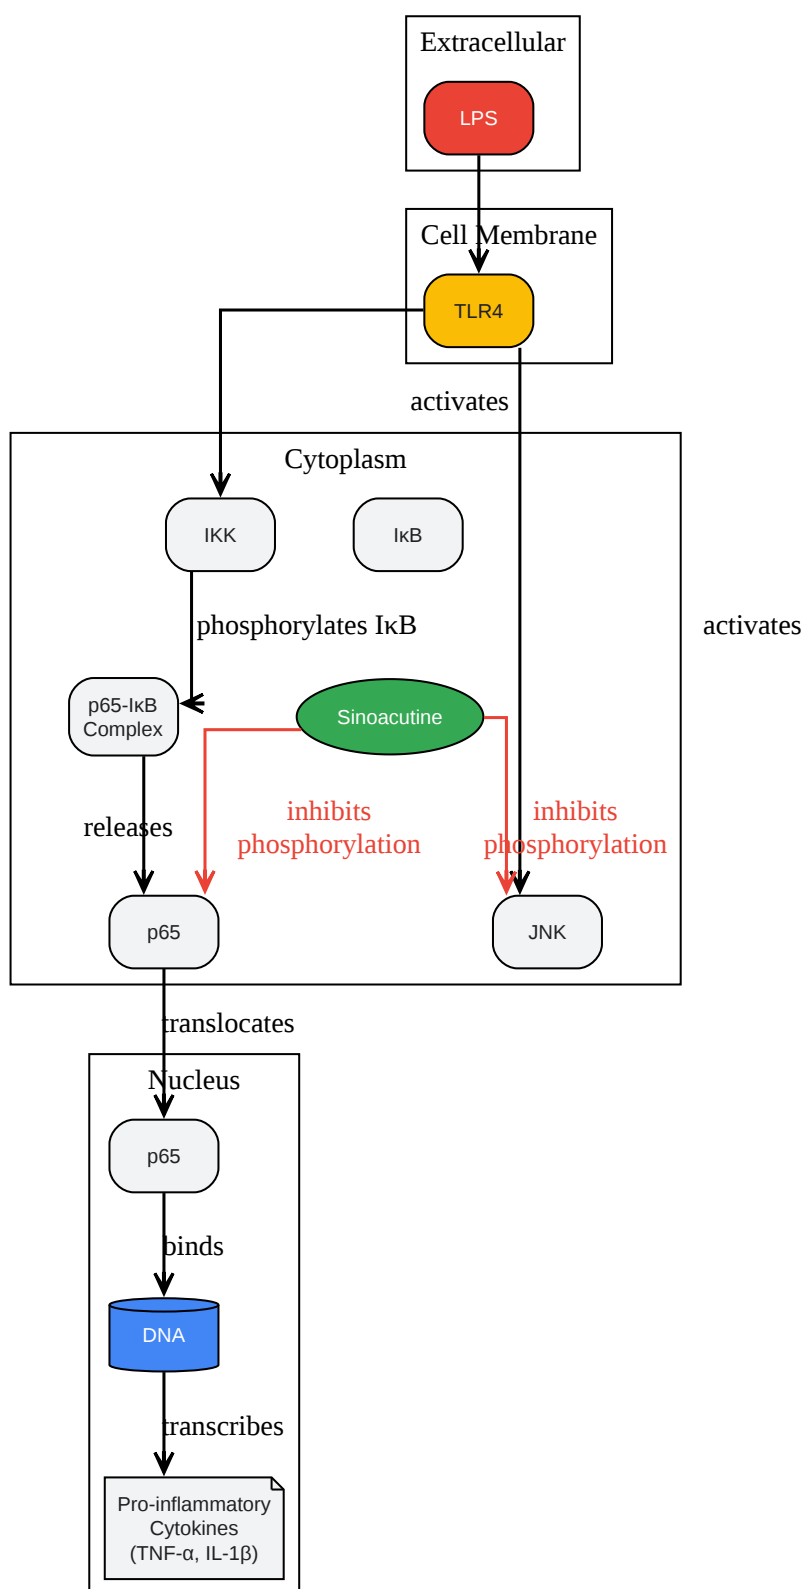 Extracellular
LPS
Cell Membrane
TLR4
activates
Cytoplasm
IKK
IκB
phosphorylates IκB
activates
p65-IκB
Complex
Sinoacutine
releases
inhibits
phosphorylation
inhibits
phosphorylation
p65
JNK
translocates
Nucleus
p65
binds
DNA
transcribes
Pro-inflammatory
Cytokines
(TNF-α, IL-1β)